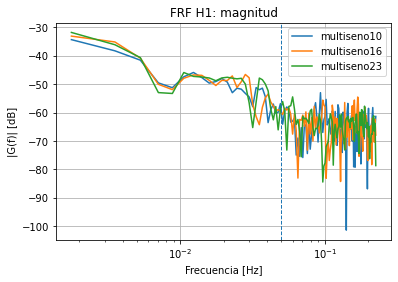 FRF H1: magnitud
|G(f)| [dB]
−30
−40
−50
−60
−70
−80
−90
−100
multiseno10
multiseno16
multiseno23
10⁻²
10⁻¹
Frecuencia [Hz]